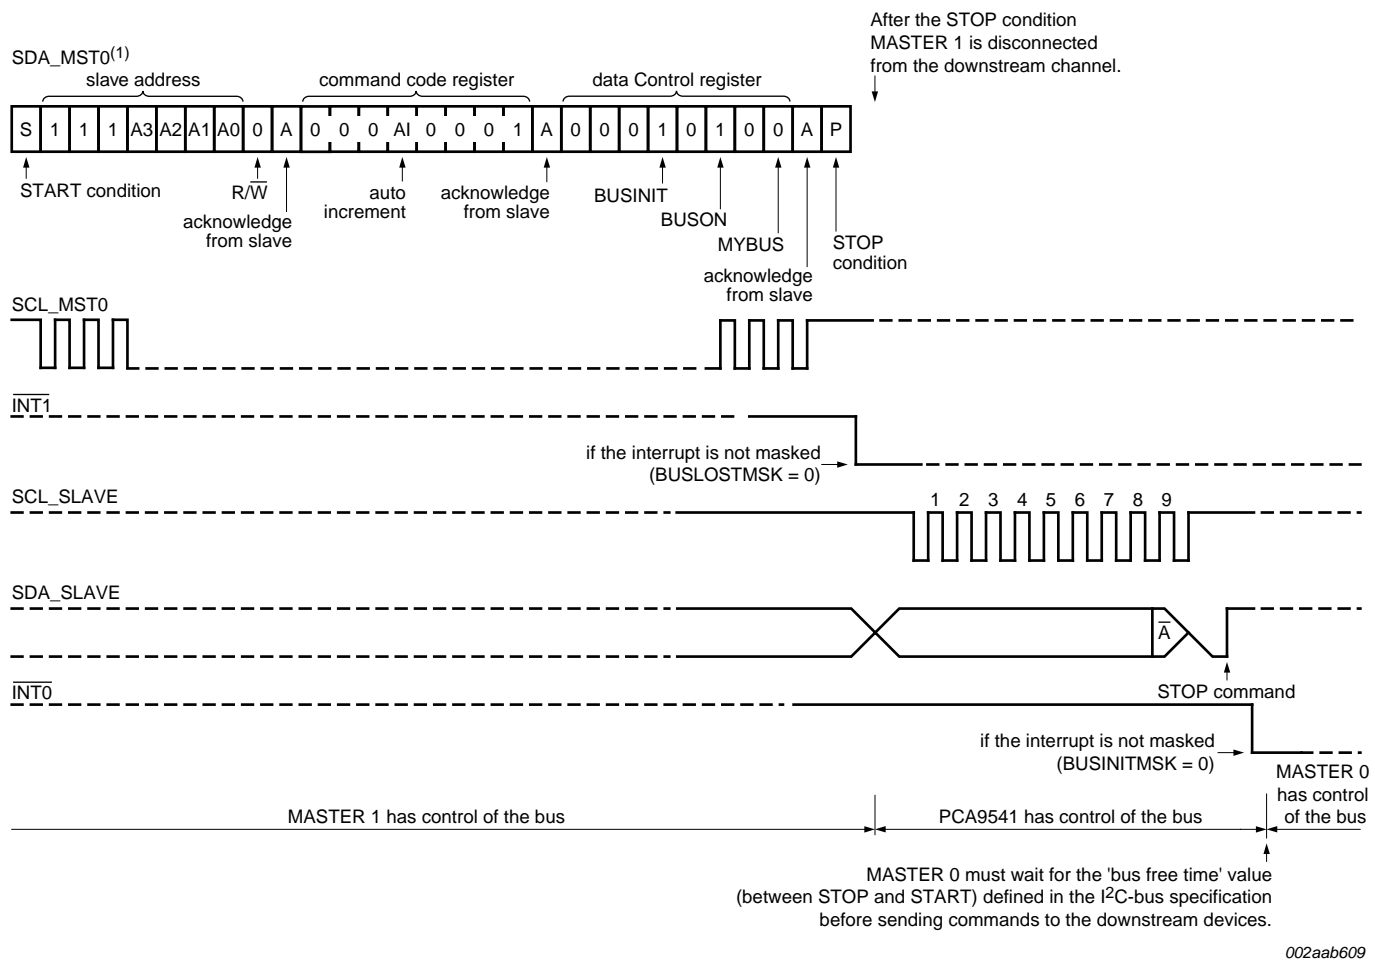 After the STOP condition
MASTER 1 is disconnected
from the downstream channel.
SDA_MST0(1)
slave address command code register data Control register
S 1 1 1 A3 A2 A1 A0 0 A 0 0 0 AI 0 0 0 1 A 0 0 0 1 0 1 0 0 A P
START condition
R/W
acknowledge
from slave
auto
increment
acknowledge
from slave
BUSINIT
BUSON
MYBUS
acknowledge
from slave
STOP
condition
SCL_MST0
INT1
if the interrupt is not masked
(BUSLOSTMSK = 0)
SCL_SLAVE
1 2 3 4 5 6 7 8 9
SDA_SLAVE
A
STOP command
INT0
if the interrupt is not masked
(BUSINITMSK = 0)
MASTER 1 has control of the bus
PCA9541 has control of the bus
MASTER 0
has control
of the bus
MASTER 0 must wait for the 'bus free time' value
(between STOP and START) defined in the I2C-bus specification
before sending commands to the downstream devices.
002aab609